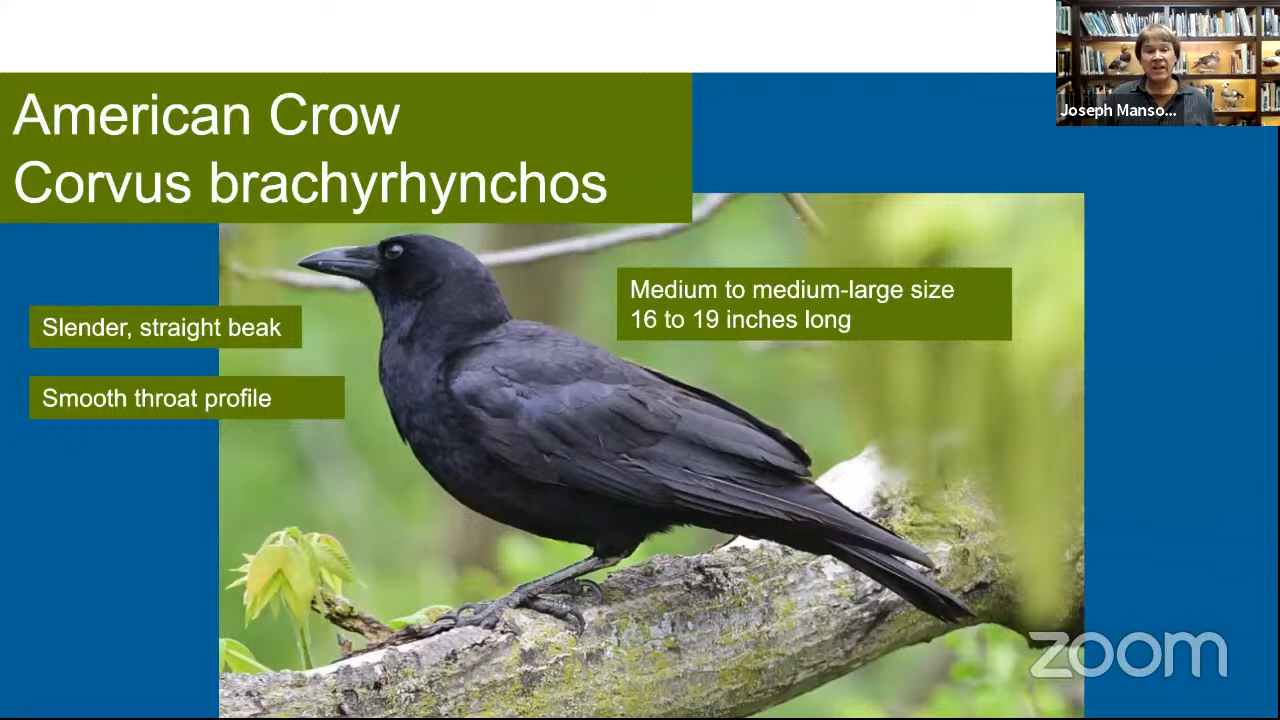 American Crow
Corvus brachyrhynchos
Joseph Manso...
Slender, straight beak
Medium to medium-large size
16 to 19 inches long
Smooth throat profile
zoom